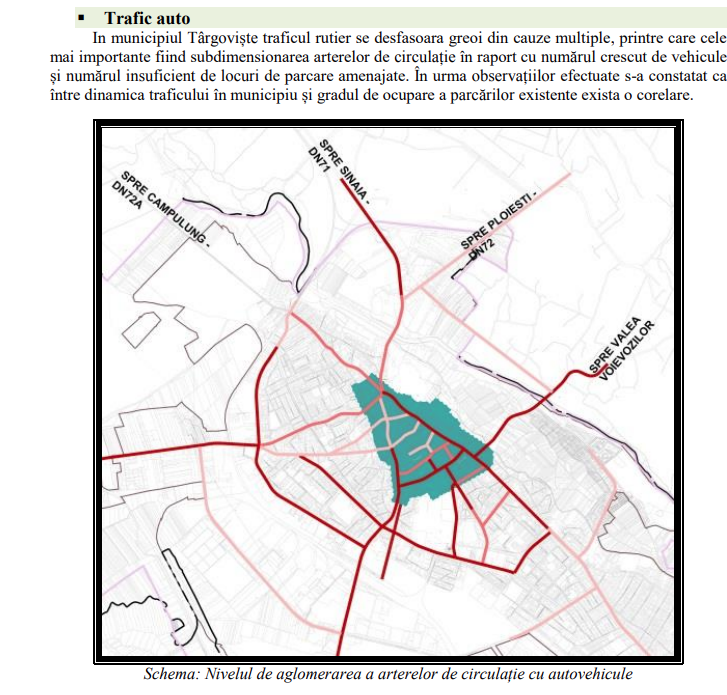 ▪ Trafic auto
În municipiul Târgoviște traficul rutier se desfasoara greoi din cauze multiple, printre care cele
mai importante fiind subdimensionarea arterelor de circulație în raport cu numărul crescut de vehicule
și numărul insuficient de locuri de parcare amenajate. În urma observațiilor efectuate s-a constatat ca
între dinamica traficului în municipiu și gradul de ocupare a parcărilor existente exista o corelare.
SPRE SINAIA -
DN71
SPRE CAMPULUNG -
DN72A
SPRE PLOIESTI -
DN72
SPRE VALEA
VOIEVOZILOR
Schema: Nivelul de aglomerarea a arterelor de circulație cu autovehicule